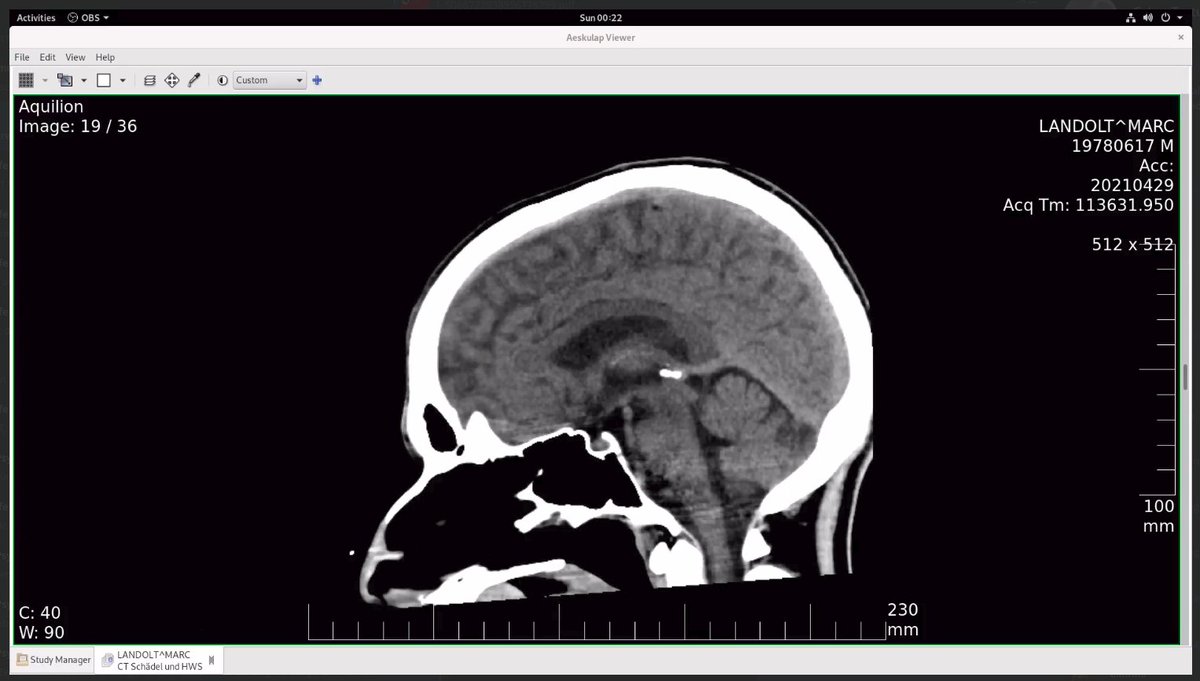 Activities OBS Sun 00:22
Aeskulap Viewer
File Edit View Help
Custom
Aquilion
Image: 19 / 36
LANDOLT^MARC
19780617 M
Acc:
20210429
Acq Tm: 113631.950
512 x 512
100
mm
C: 40
W: 90
230
mm
Study Manager
LANDOLT^MARC
CT Schädel und HWS